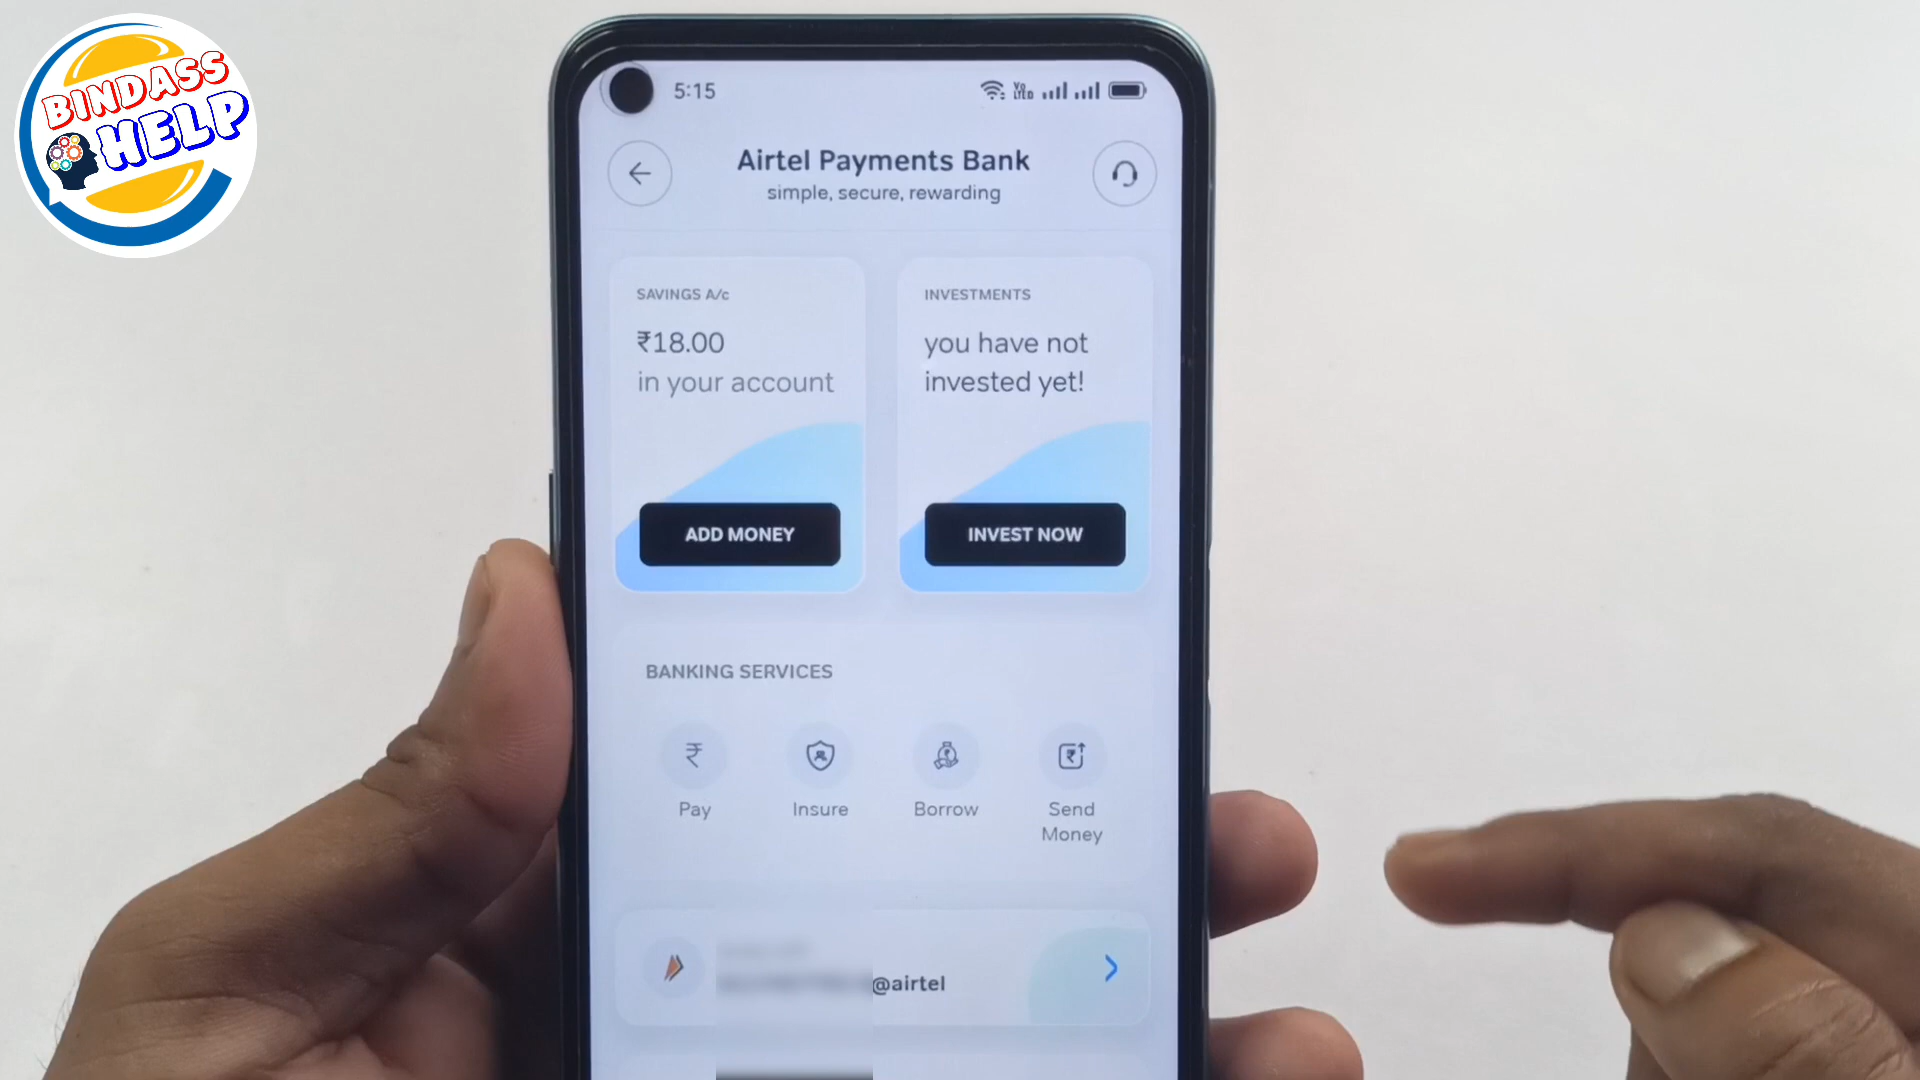 BINDASS
HELP
5:15
Airtel Payments Bank
simple, secure, rewarding
SAVINGS A/c
₹18.00
in your account
ADD MONEY
INVESTMENTS
you have not
invested yet!
INVEST NOW
BANKING SERVICES
Pay
Insure
Borrow
Send
Money
@airtel